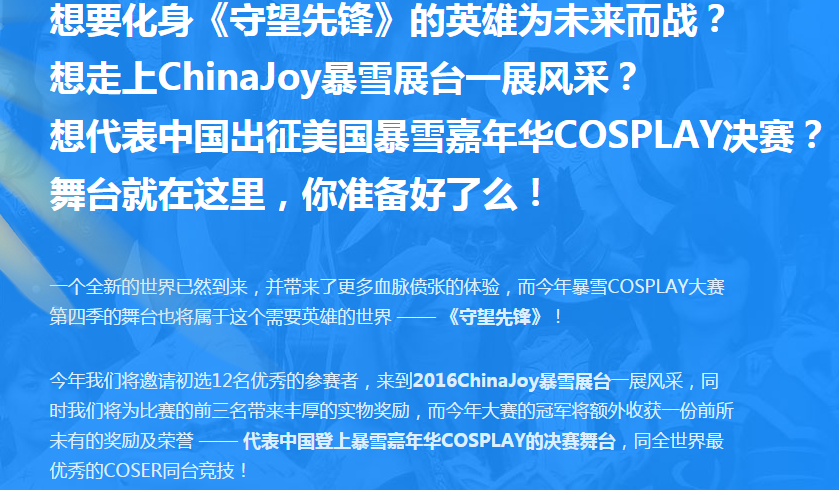 想要化身《守望先锋》的英雄为未来而战？
想走上ChinaJoy暴雪展台一展风采？
想代表中国出征美国暴雪嘉年华COSPLAY决赛？
舞台就在这里，你准备好了么！
一个全新的世界已然到来，并带来了更多血脉偾张的体验，而今年暴雪COSPLAY大赛
第四季的舞台也将属于这个需要英雄的世界 —— 《守望先锋》！
今年我们将邀请初选12名优秀的参赛者，来到2016ChinaJoy暴雪展台一展风采，同
时我们将为比赛的前三名带来丰厚的实物奖励，而今年大赛的冠军将额外收获一份前所
未有的奖励及荣誉 —— 代表中国登上暴雪嘉年华COSPLAY的决赛舞台，同全世界最
优秀的COSER同台竞技！